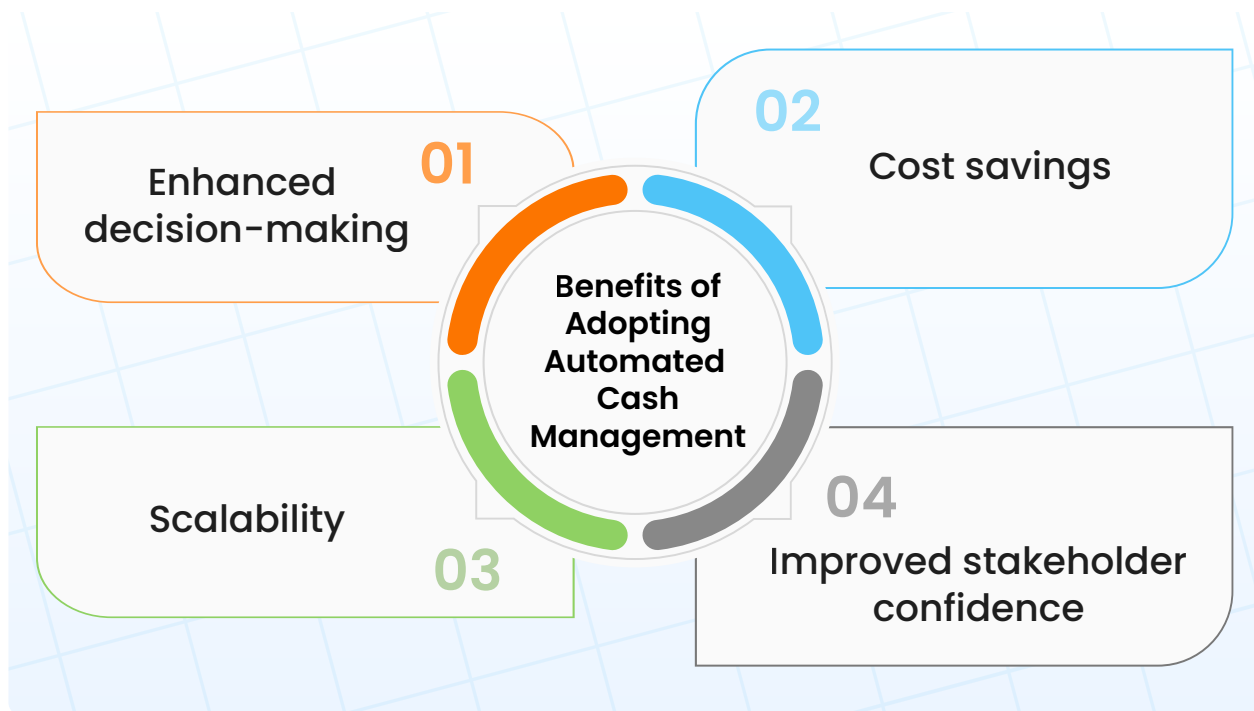 01
Enhanced
decision-making
02
Cost savings
Benefits of
Adopting
Automated
Cash
Management
Scalability
03
04
Improved stakeholder
confidence